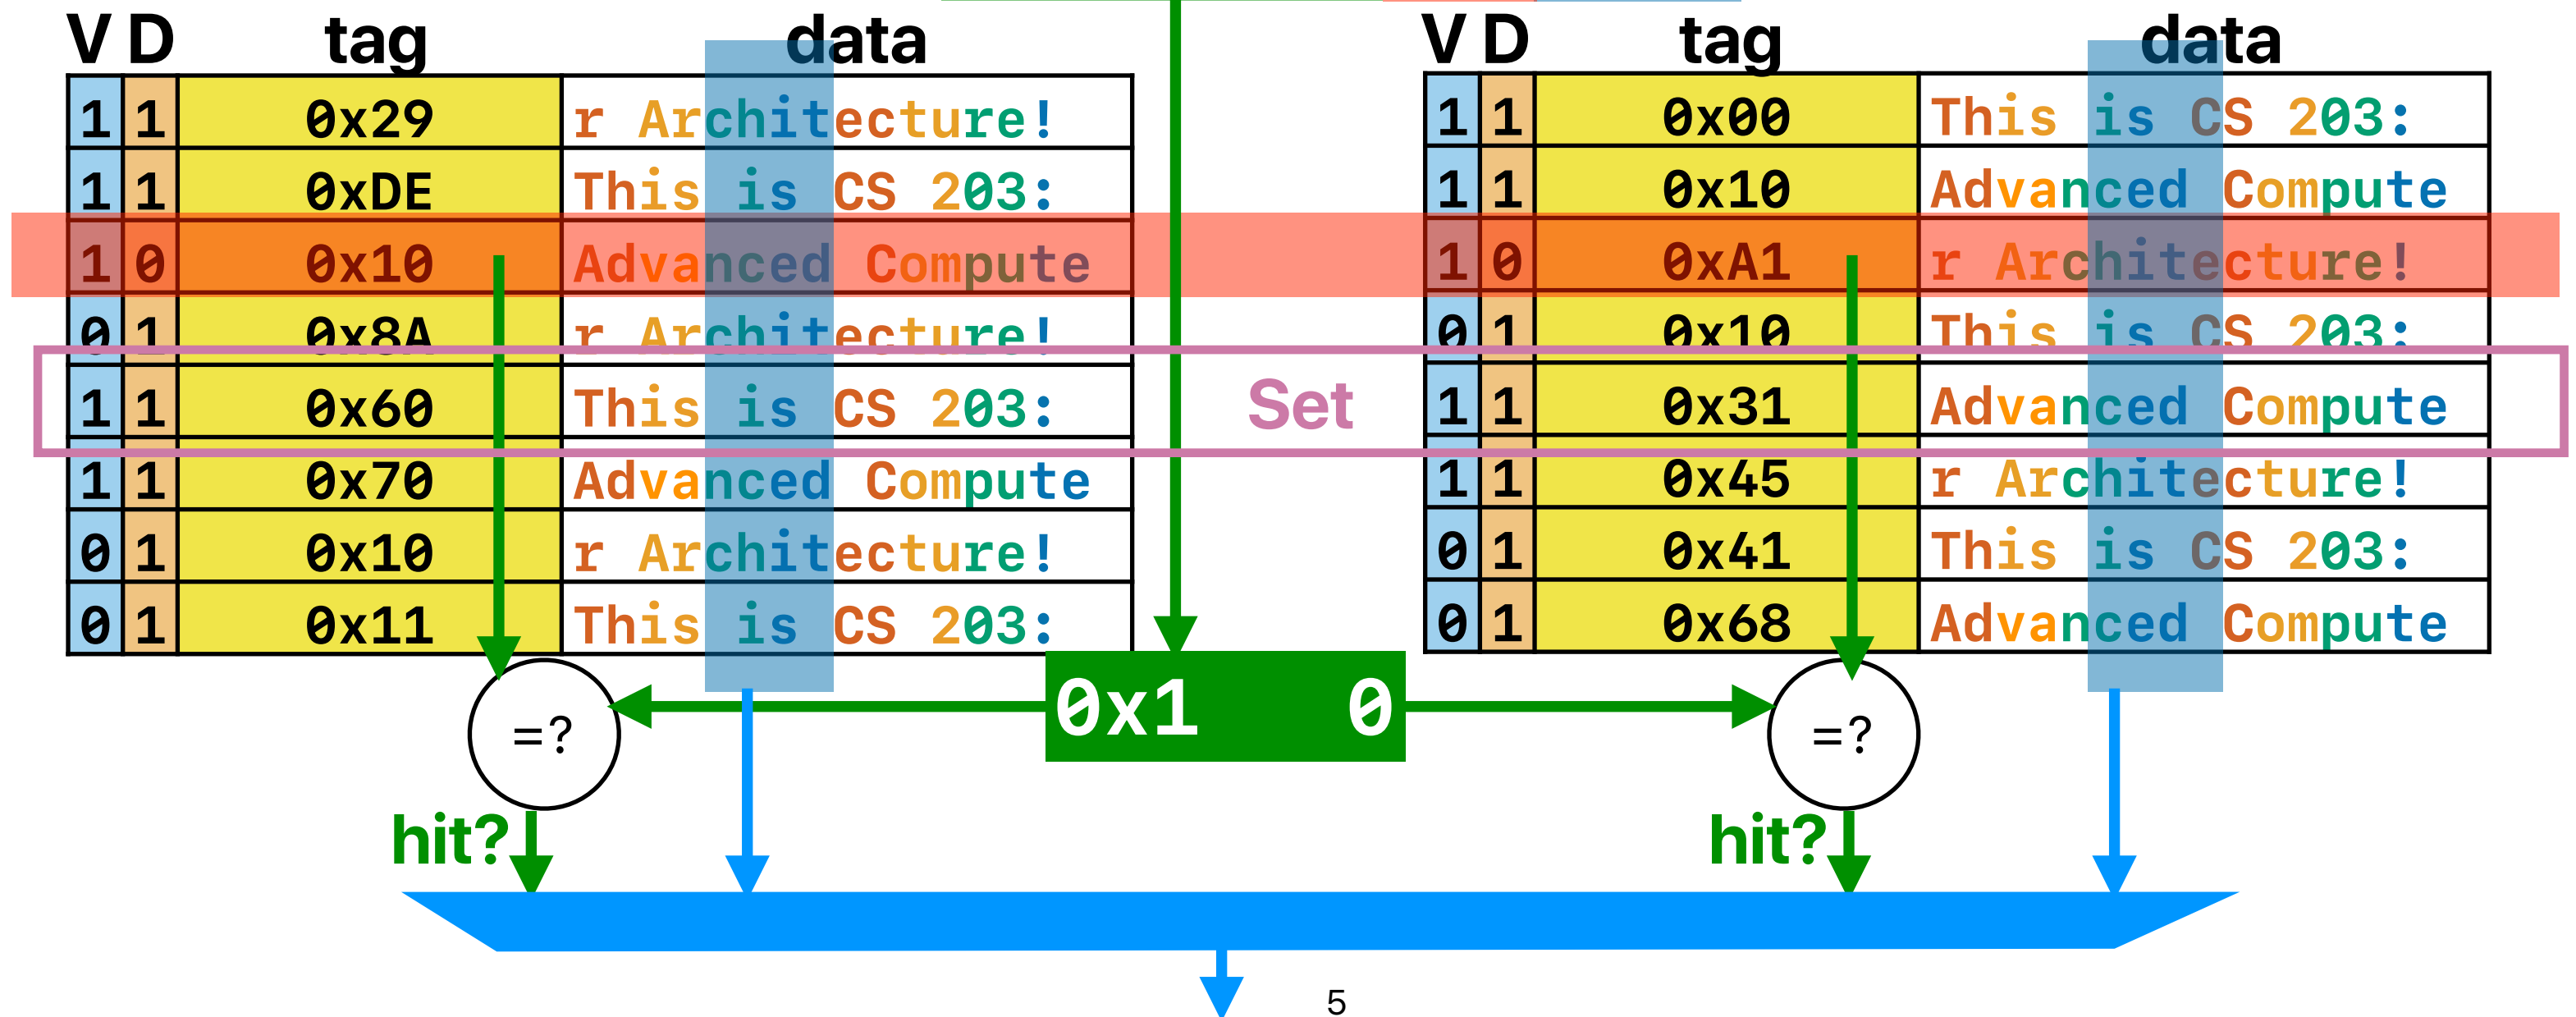 V D tag data V D tag data
1 1 0x29 r Architecture! 1 1 0x00 This is CS 203:
1 1 0xDE This is CS 203: 1 1 0x10 Advanced Compute
1 0 0x10 Advanced Compute 1 0 0xA1 r Architecture!
0 1 0x8A r Architecture! 0 1 0x10 This is CS 203:
1 1 0x60 This is CS 203: Set 1 1 0x31 Advanced Compute
1 1 0x70 Advanced Compute 1 1 0x45 r Architecture!
0 1 0x10 r Architecture! 0 1 0x41 This is CS 203:
0 1 0x11 This is CS 203: 0 1 0x68 Advanced Compute
=? 0x1 0 =?
hit? hit?
5